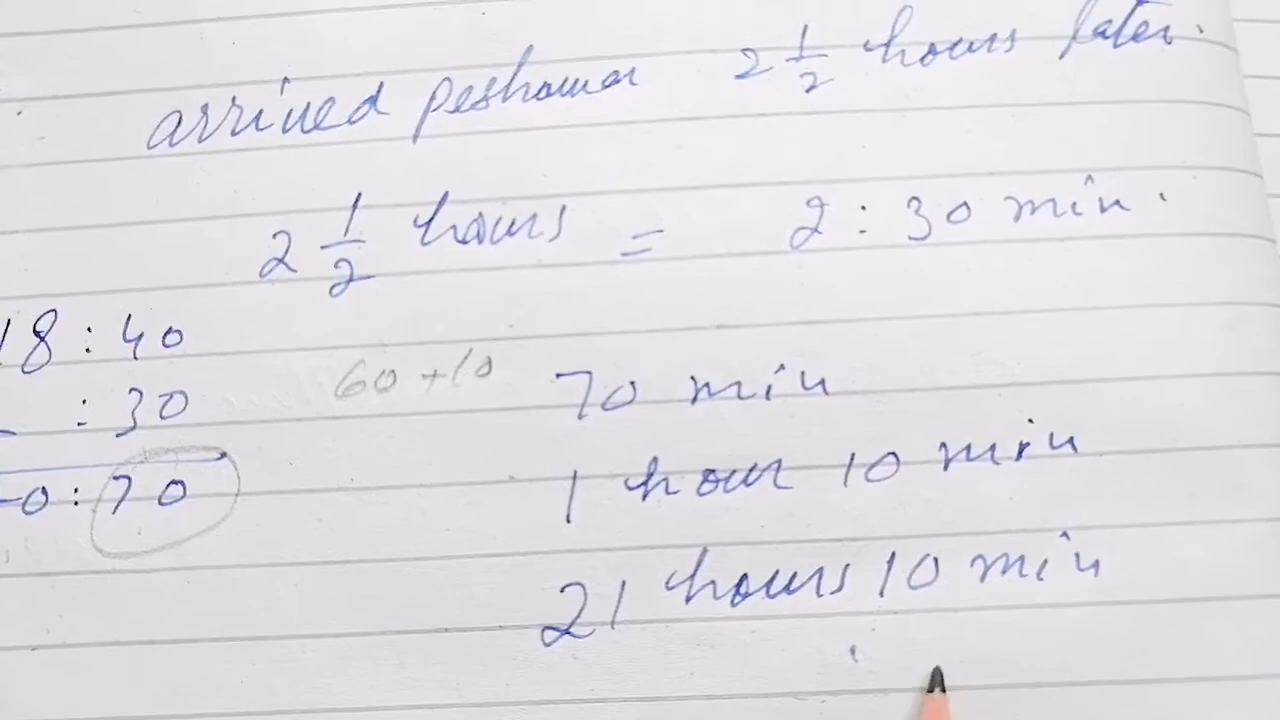 arrived peshawar 2 1/2 hours later.
2 1/2 hours = 2 : 30 min.
18 : 40
: 30
60 + 10
70 min
0 : 70
1 hour 10 min
21 hours 10 min